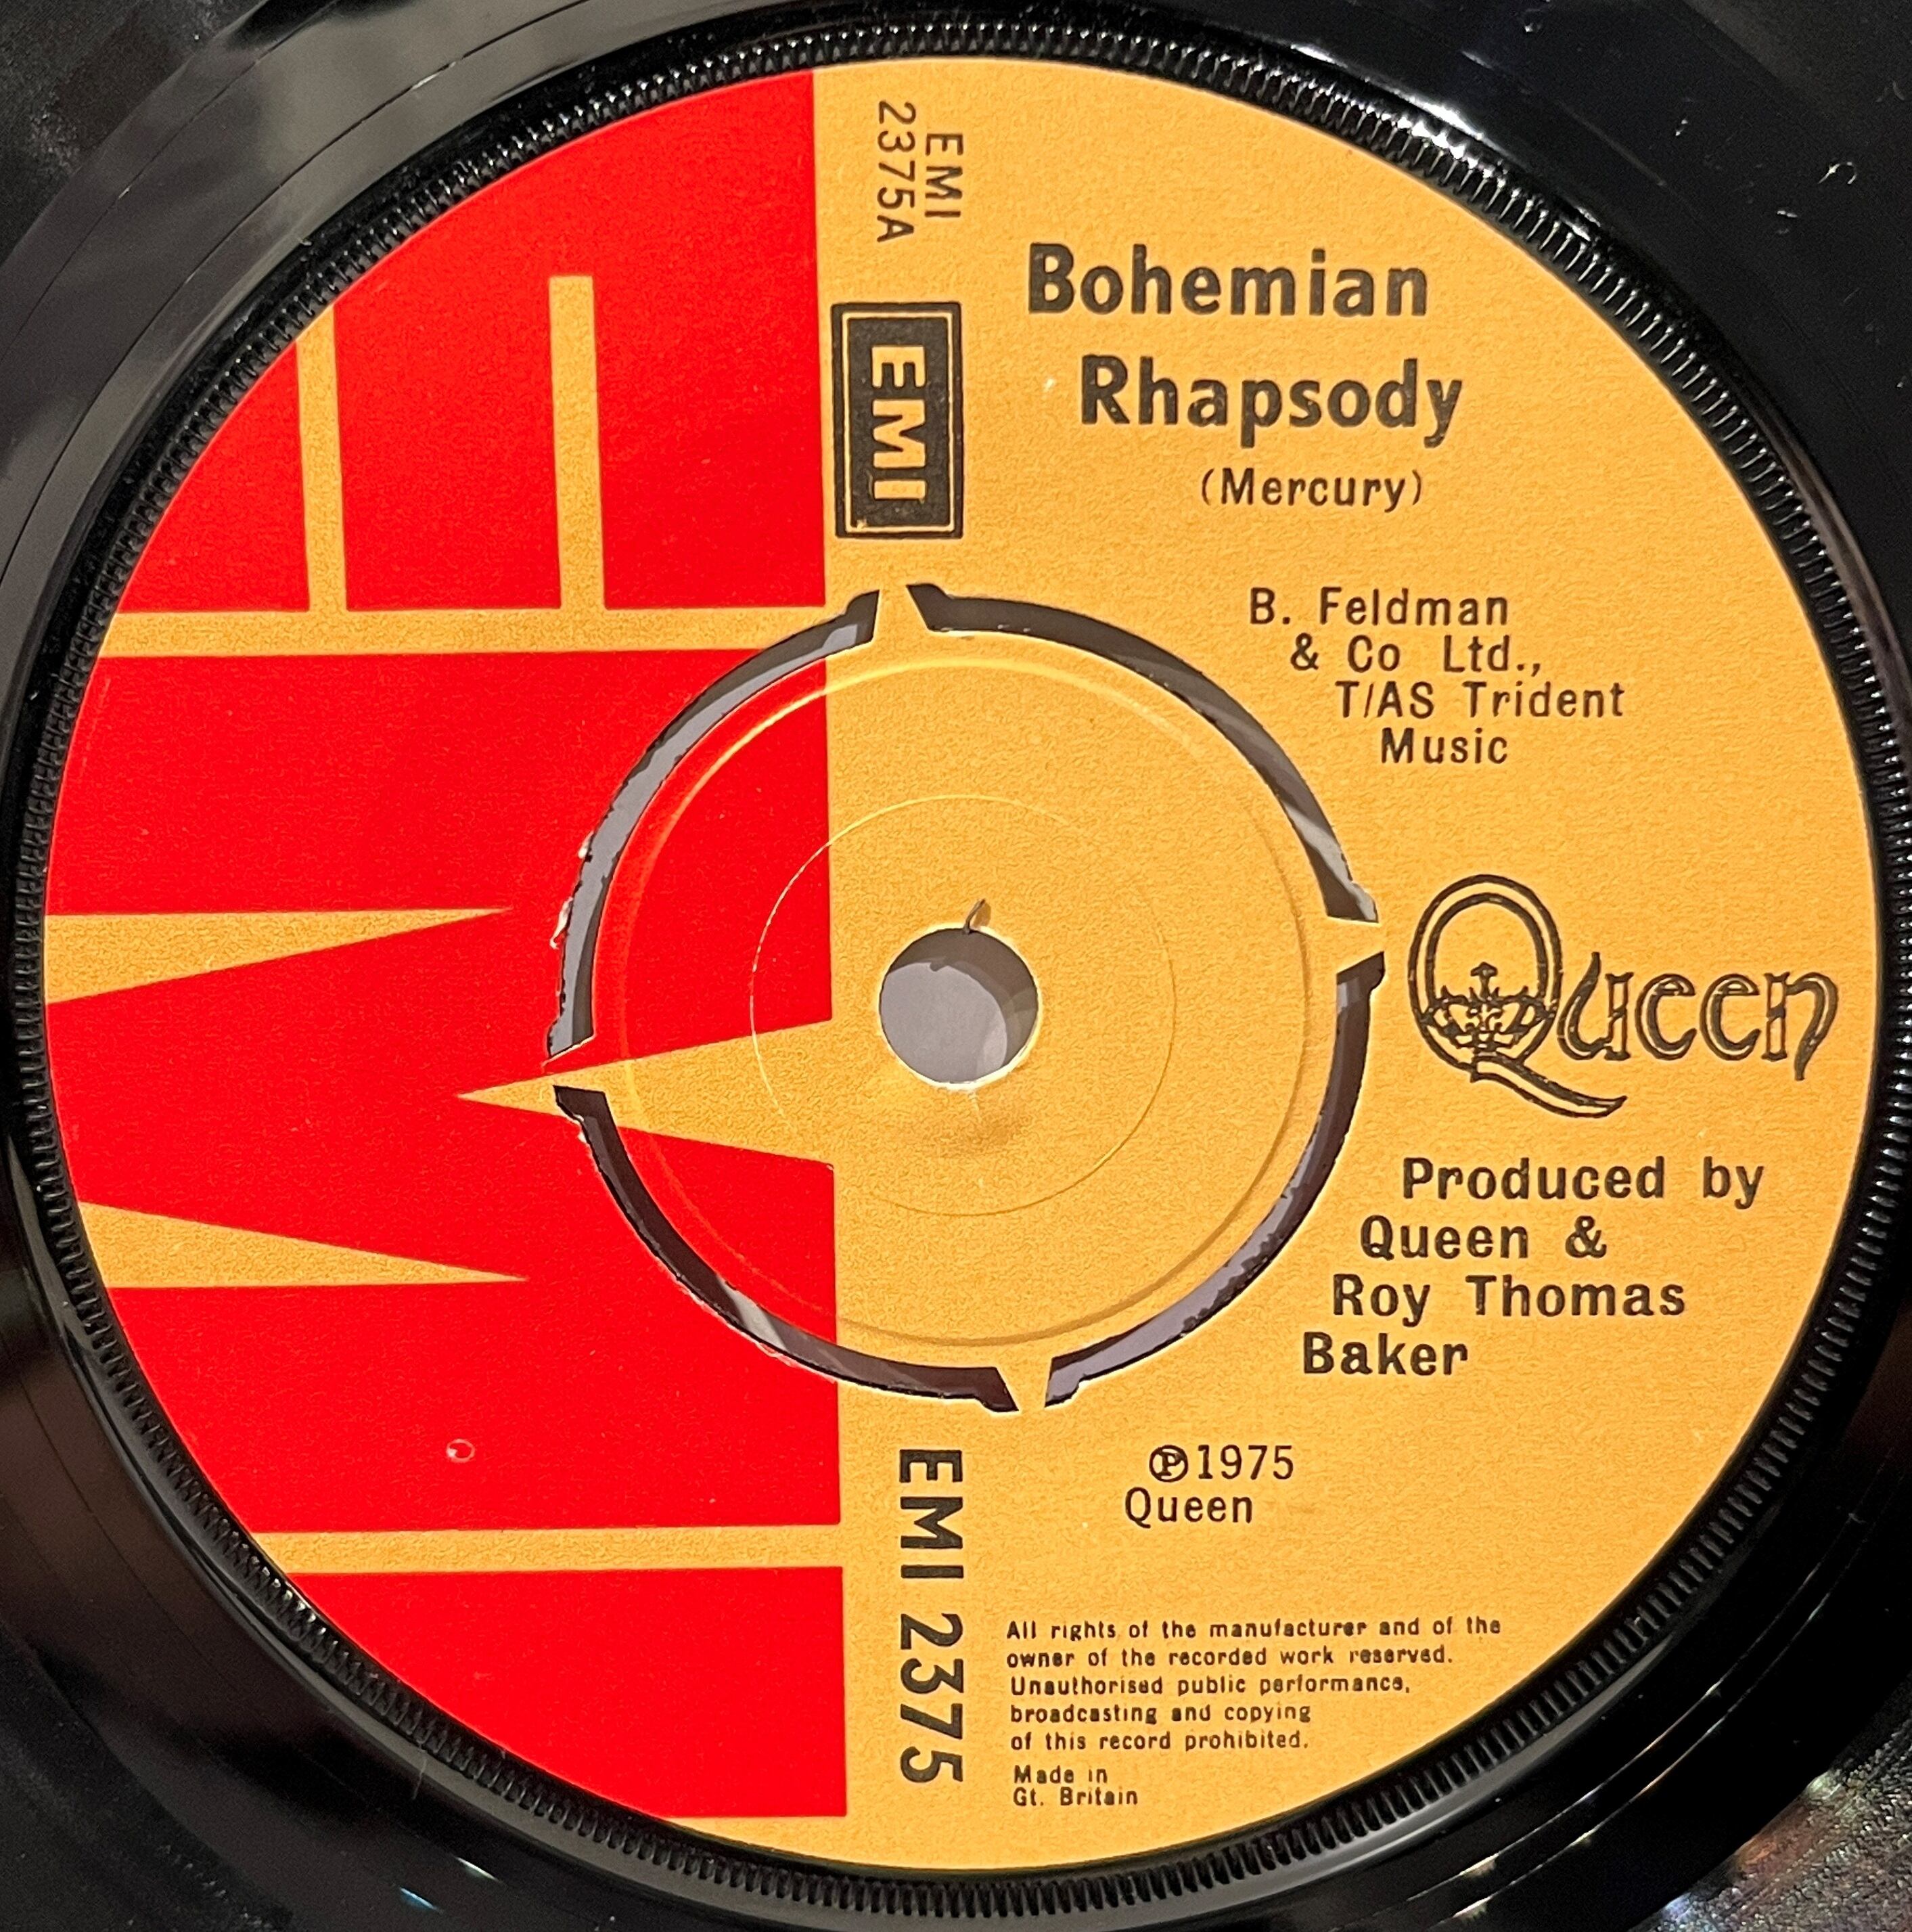 EMI
2375A
EMI
Bohemian
Rhapsody
(Mercury)
B. Feldman
& Co Ltd.,
T/AS Trident
Music
Queen
Produced by
Queen &
Roy Thomas
Baker
℗1975
Queen
EMI 2375
All rights of the manufacturer and of the
owner of the recorded work reserved.
Unauthorised public performance,
broadcasting and copying
of this record prohibited.
Made in
Gt. Britain
EMI